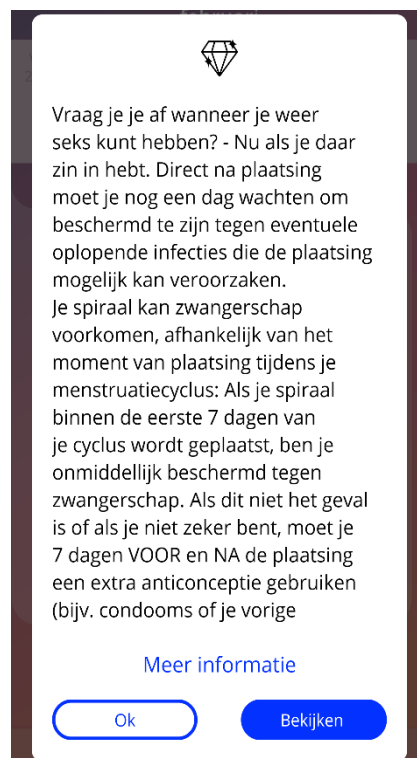 Vraag je je af wanneer je weer
seks kunt hebben? - Nu als je daar
zin in hebt. Direct na plaatsing
moet je nog een dag wachten om
beschermd te zijn tegen eventuele
oplopende infecties die de plaatsing
mogelijk kan veroorzaken.
Je spiraal kan zwangerschap
voorkomen, afhankelijk van het
moment van plaatsing tijdens je
menstruatiecyclus: Als je spiraal
binnen de eerste 7 dagen van
je cyclus wordt geplaatst, ben je
onmiddellijk beschermd tegen
zwangerschap. Als dit niet het geval
is of als je niet zeker bent, moet je
7 dagen VOOR en NA de plaatsing
een extra anticonceptie gebruiken
(bijv. condooms of je vorige
Meer informatie
Ok Bekijken